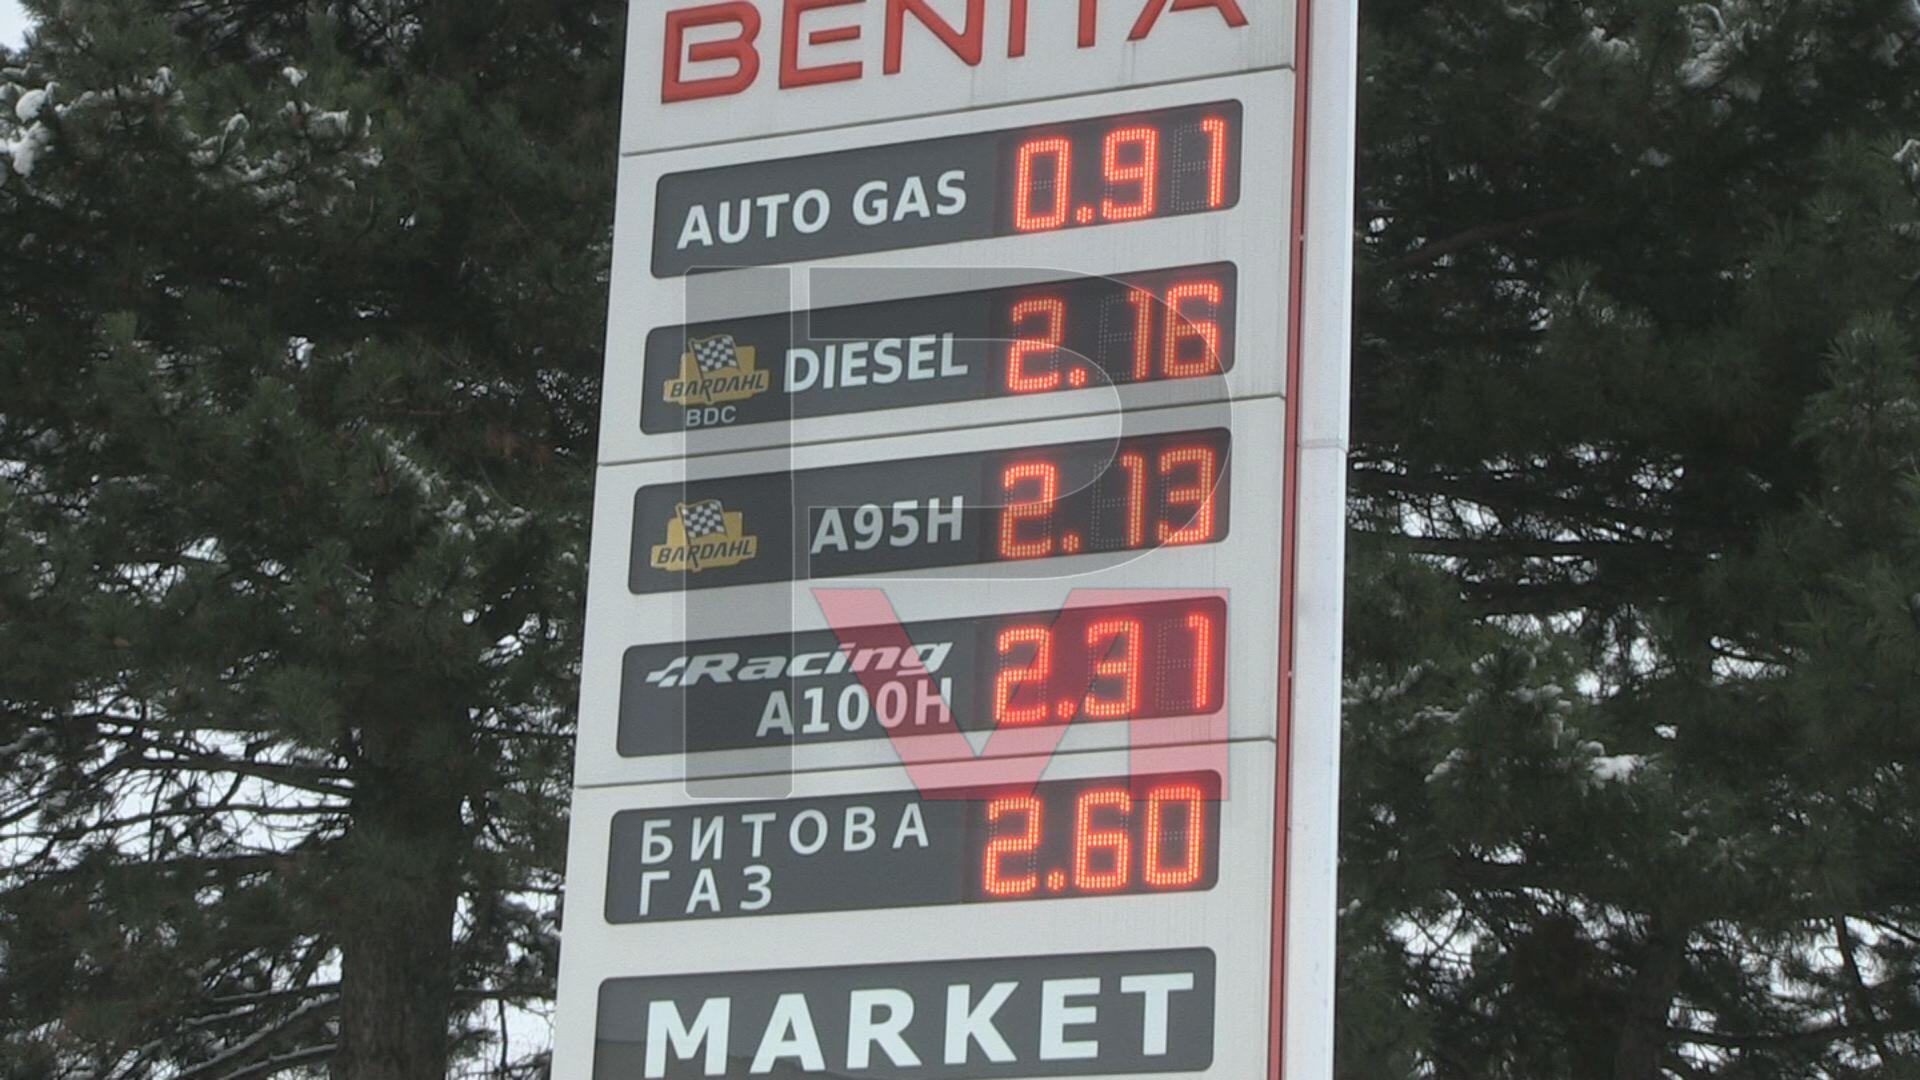 BENITA
AUTO GAS 0.91
BARDAHL
BDC
DIESEL 2.16
BARDAHL
A95H 2.13
Racing
A100H 2.31
БИТОВА
ГАЗ 2.60
MARKET